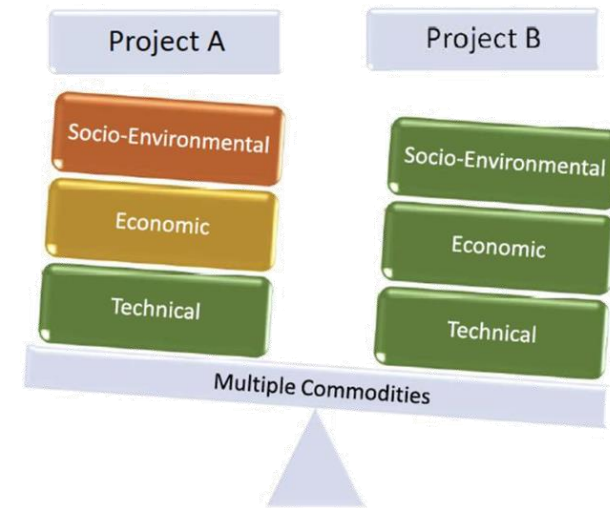 Project A
Project B
Socio-Environmental
Economic
Technical
Socio-Environmental
Economic
Technical
Multiple Commodities